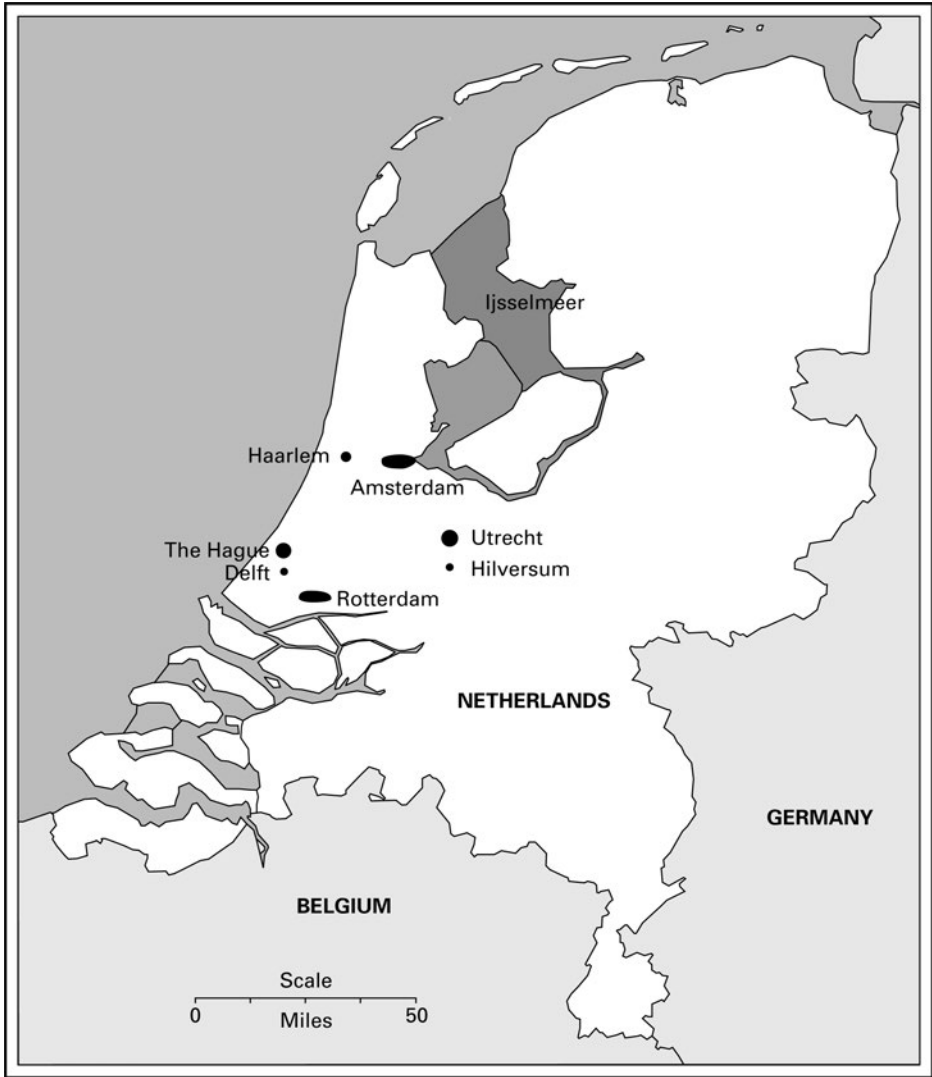 Ijsselmeer
Haarlem
Amsterdam
The Hague
Utrecht
Delft
Hilversum
Rotterdam
NETHERLANDS
GERMANY
BELGIUM
Scale
0 50
Miles